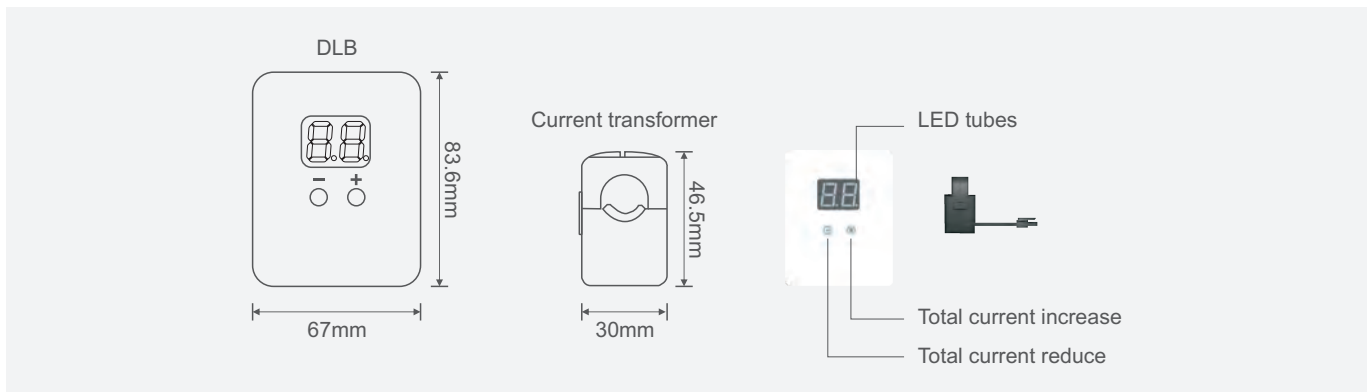 DLB
83.6mm
67mm
Current transformer
46.5mm
30mm
LED tubes
Total current increase
Total current reduce